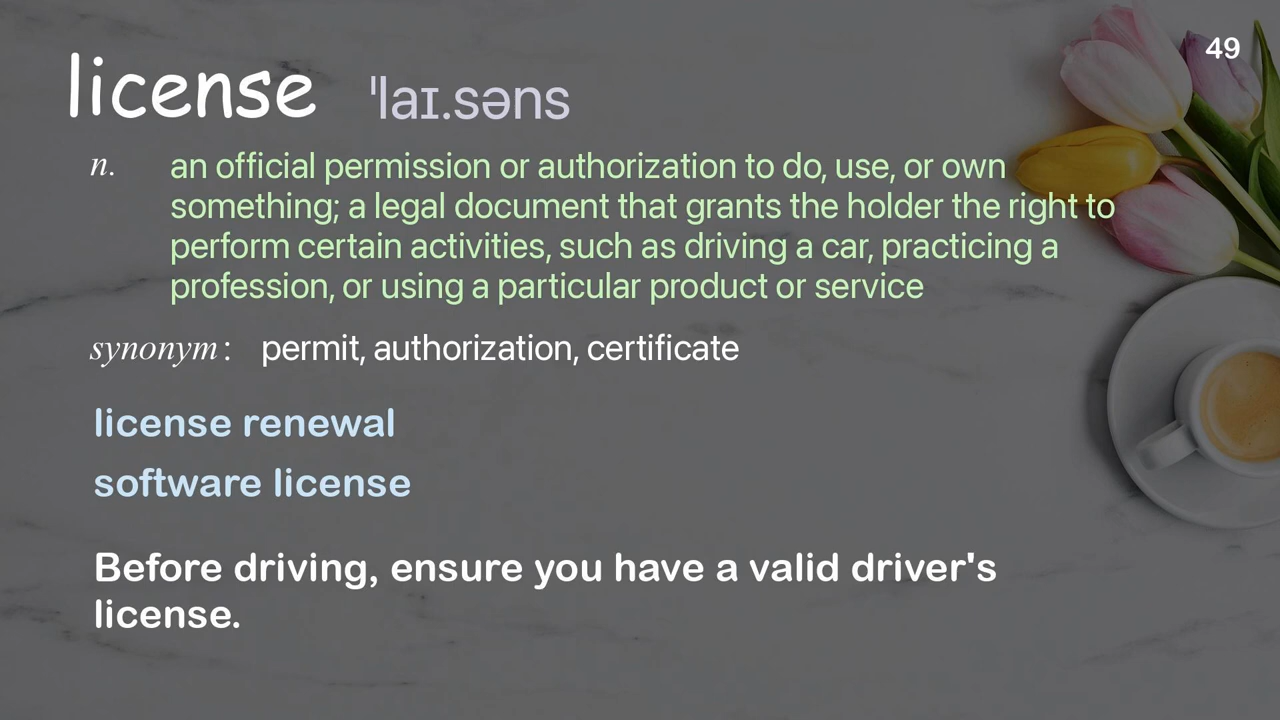 49
license ˈlaɪ.səns
n. an official permission or authorization to do, use, or own
something; a legal document that grants the holder the right to
perform certain activities, such as driving a car, practicing a
profession, or using a particular product or service
synonym : permit, authorization, certificate
license renewal
software license
Before driving, ensure you have a valid driver's
license.